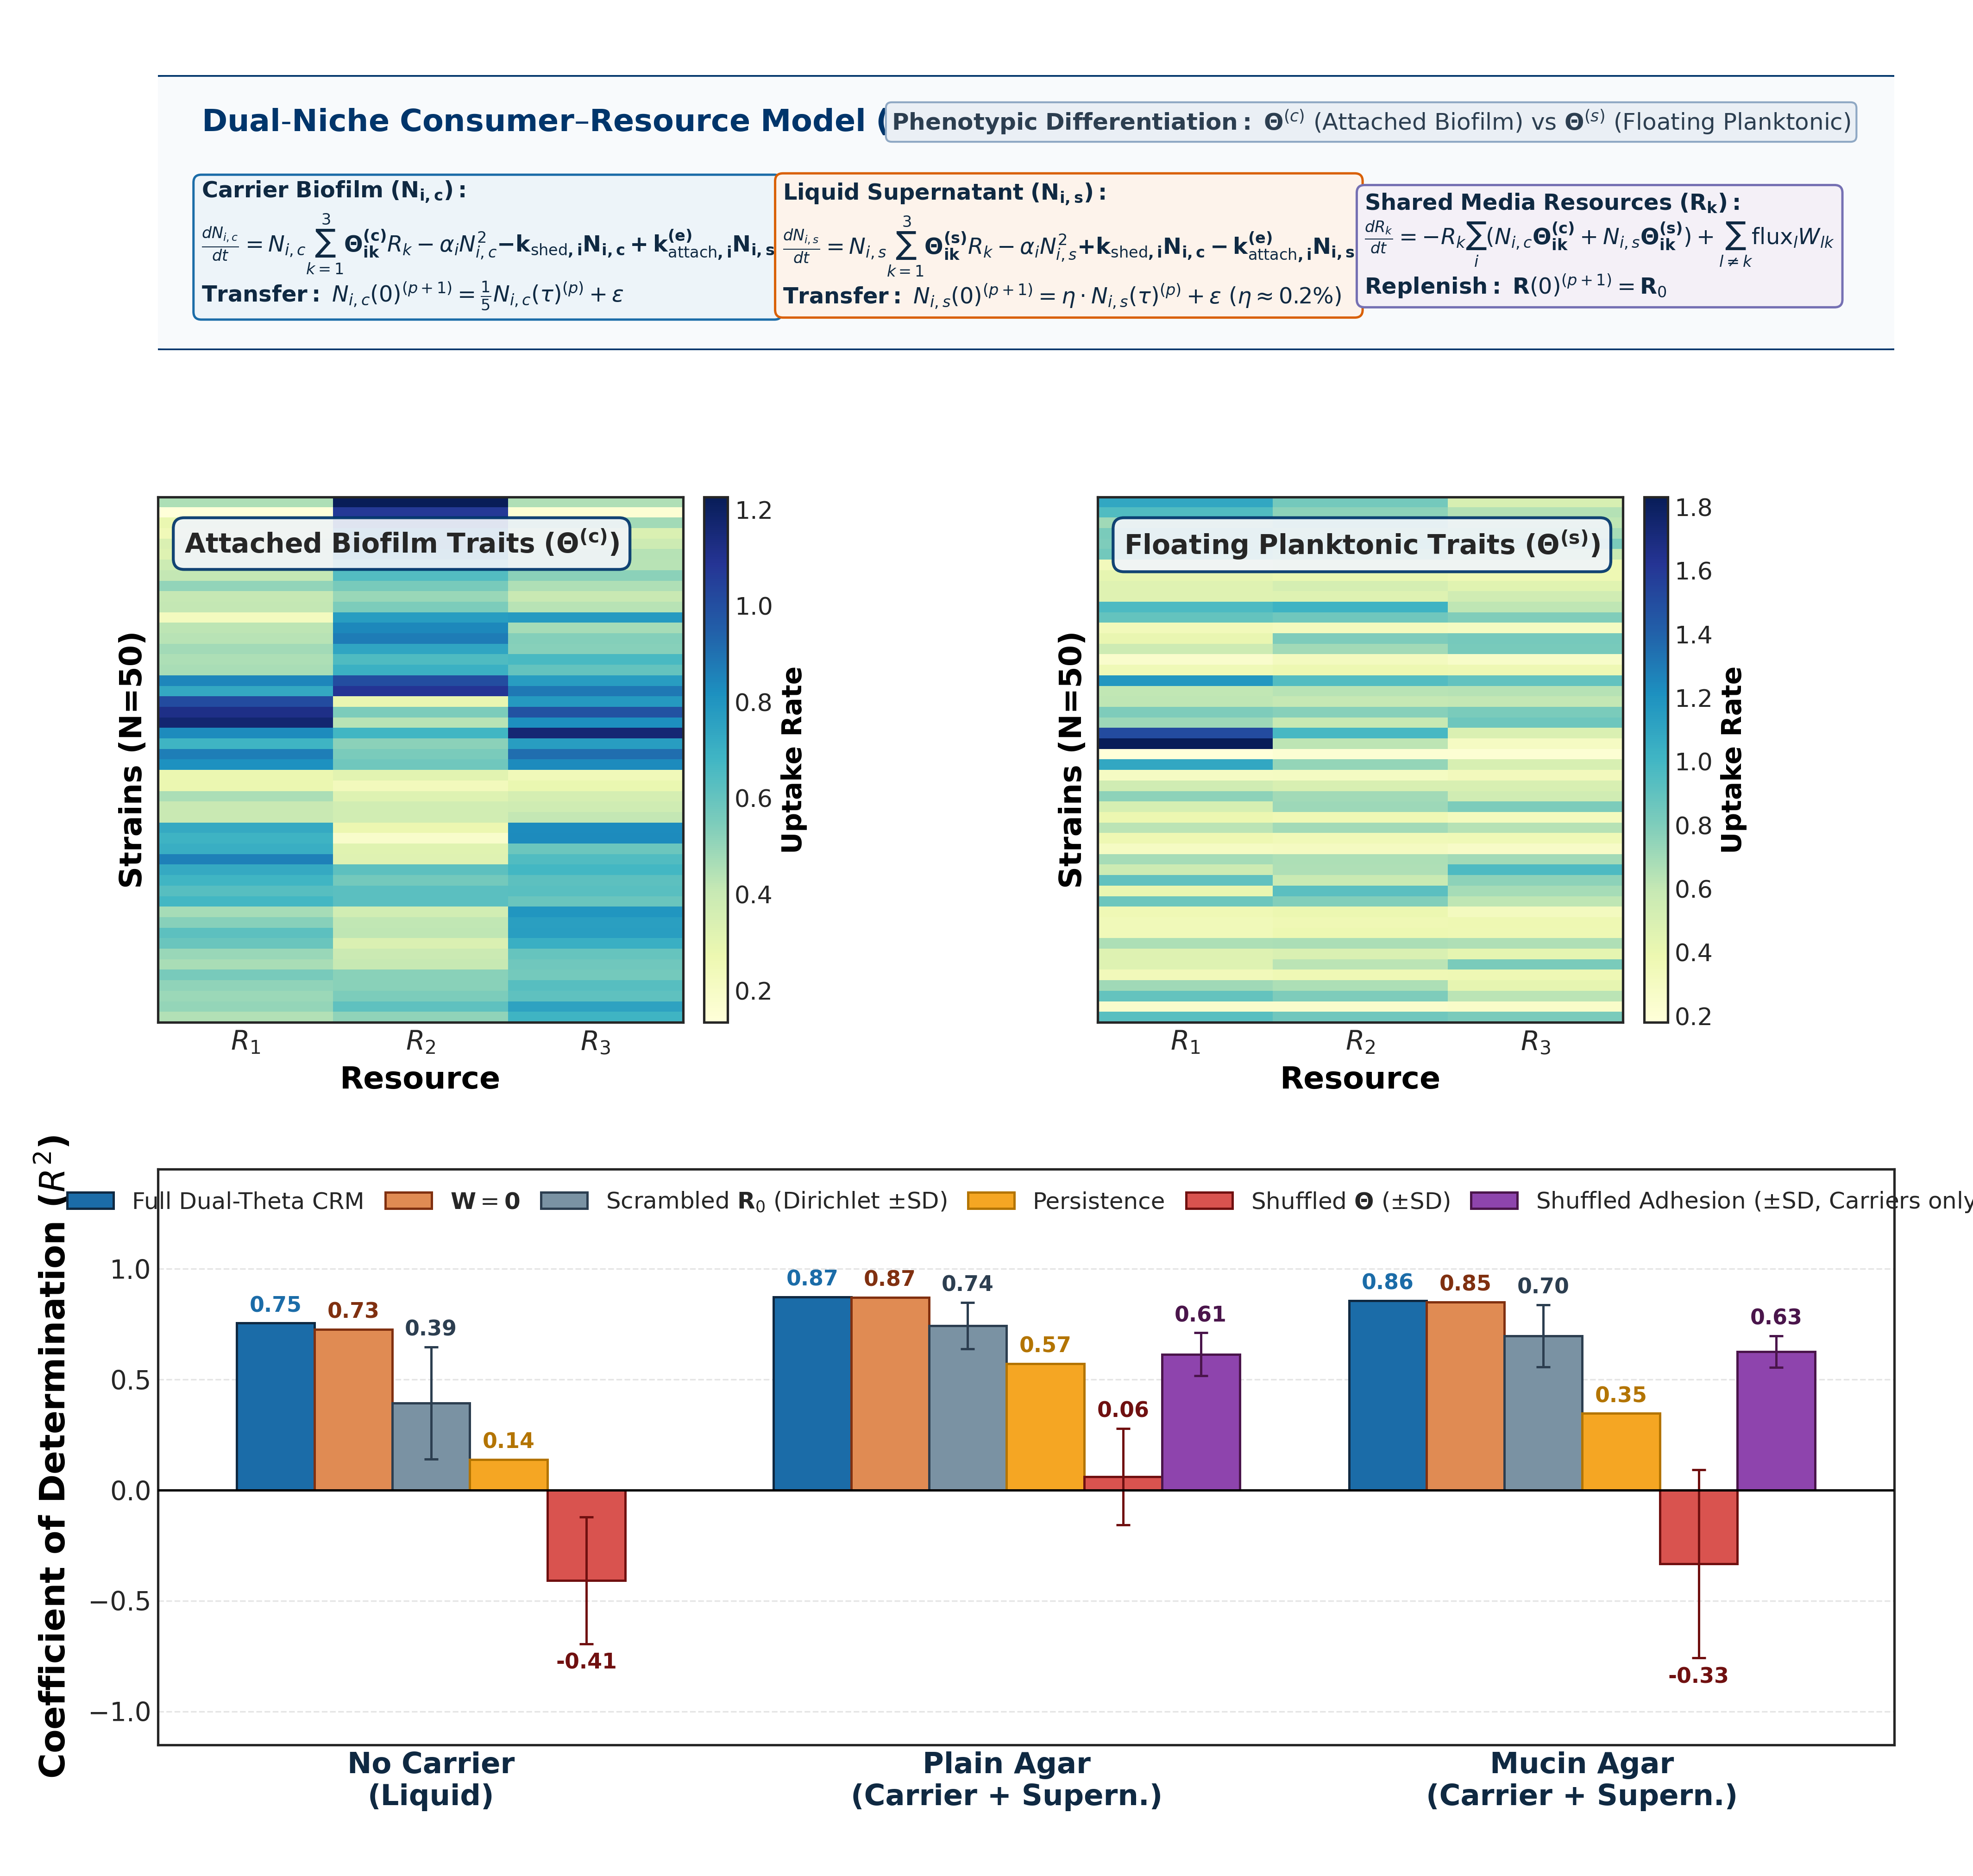 Dual-Niche Consumer–Resource Model (
Phenotypic Differentiation: Θ^(c) (Attached Biofilm) vs Θ^(s) (Floating Planktonic)
Carrier Biofilm (N_i,c):
dN_i,c/dt = N_i,c ∑_{k=1}^{3} Θ_ik^(c) R_k − α_i N_i,c^2 − k_shed,i N_i,c + k_attach,i^(e) N_i,s
Transfer: N_i,c(0)^(p+1) = 1/5 N_i,c(τ)^(p) + ε
Liquid Supernatant (N_i,s):
dN_i,s/dt = N_i,s ∑_{k=1}^{3} Θ_ik^(s) R_k − α_i N_i,s^2 + k_shed,i N_i,c − k_attach,i^(e) N_i,s
Transfer: N_i,s(0)^(p+1) = η · N_i,s(τ)^(p) + ε (η ≈ 0.2%)
Shared Media Resources (R_k):
dR_k/dt = −R_k ∑_i (N_i,c Θ_ik^(c) + N_i,s Θ_ik^(s)) + ∑_{l≠k} flux_l W_lk
Replenish: R(0)^(p+1) = R_0
Attached Biofilm Traits (Θ^(c))
Strains (N=50)
R_1 R_2 R_3
Resource
1.2
1.0
0.8
0.6
0.4
0.2
Uptake Rate
Floating Planktonic Traits (Θ^(s))
Strains (N=50)
R_1 R_2 R_3
Resource
1.8
1.6
1.4
1.2
1.0
0.8
0.6
0.4
0.2
Uptake Rate
Coefficient of Determination (R^2)
Full Dual-Theta CRM W = 0 Scrambled R_0 (Dirichlet ±SD) Persistence Shuffled Θ (±SD) Shuffled Adhesion (±SD, Carriers only
1.0
0.5
0.0
−0.5
−1.0
0.75 0.73 0.39 0.14 -0.41
0.87 0.87 0.74 0.57 0.06 0.61
0.86 0.85 0.70 0.35 -0.33 0.63
No Carrier
(Liquid)
Plain Agar
(Carrier + Supern.)
Mucin Agar
(Carrier + Supern.)